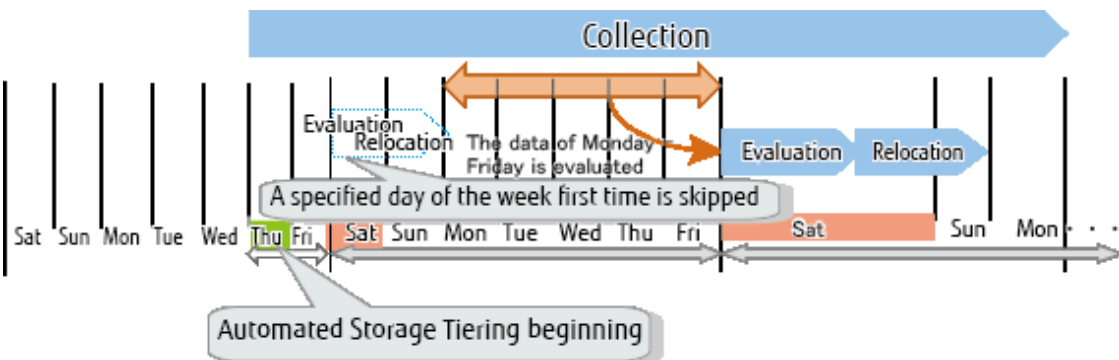 Collection
Evaluation
Relocation
The data of Monday –
Friday is evaluated
Evaluation
Relocation
A specified day of the week first time is skipped
Sat Sun Mon Tue Wed Thu Fri Sat Sun Mon Tue Wed Thu Fri Sat Sun Mon · · ·
Automated Storage Tiering beginning